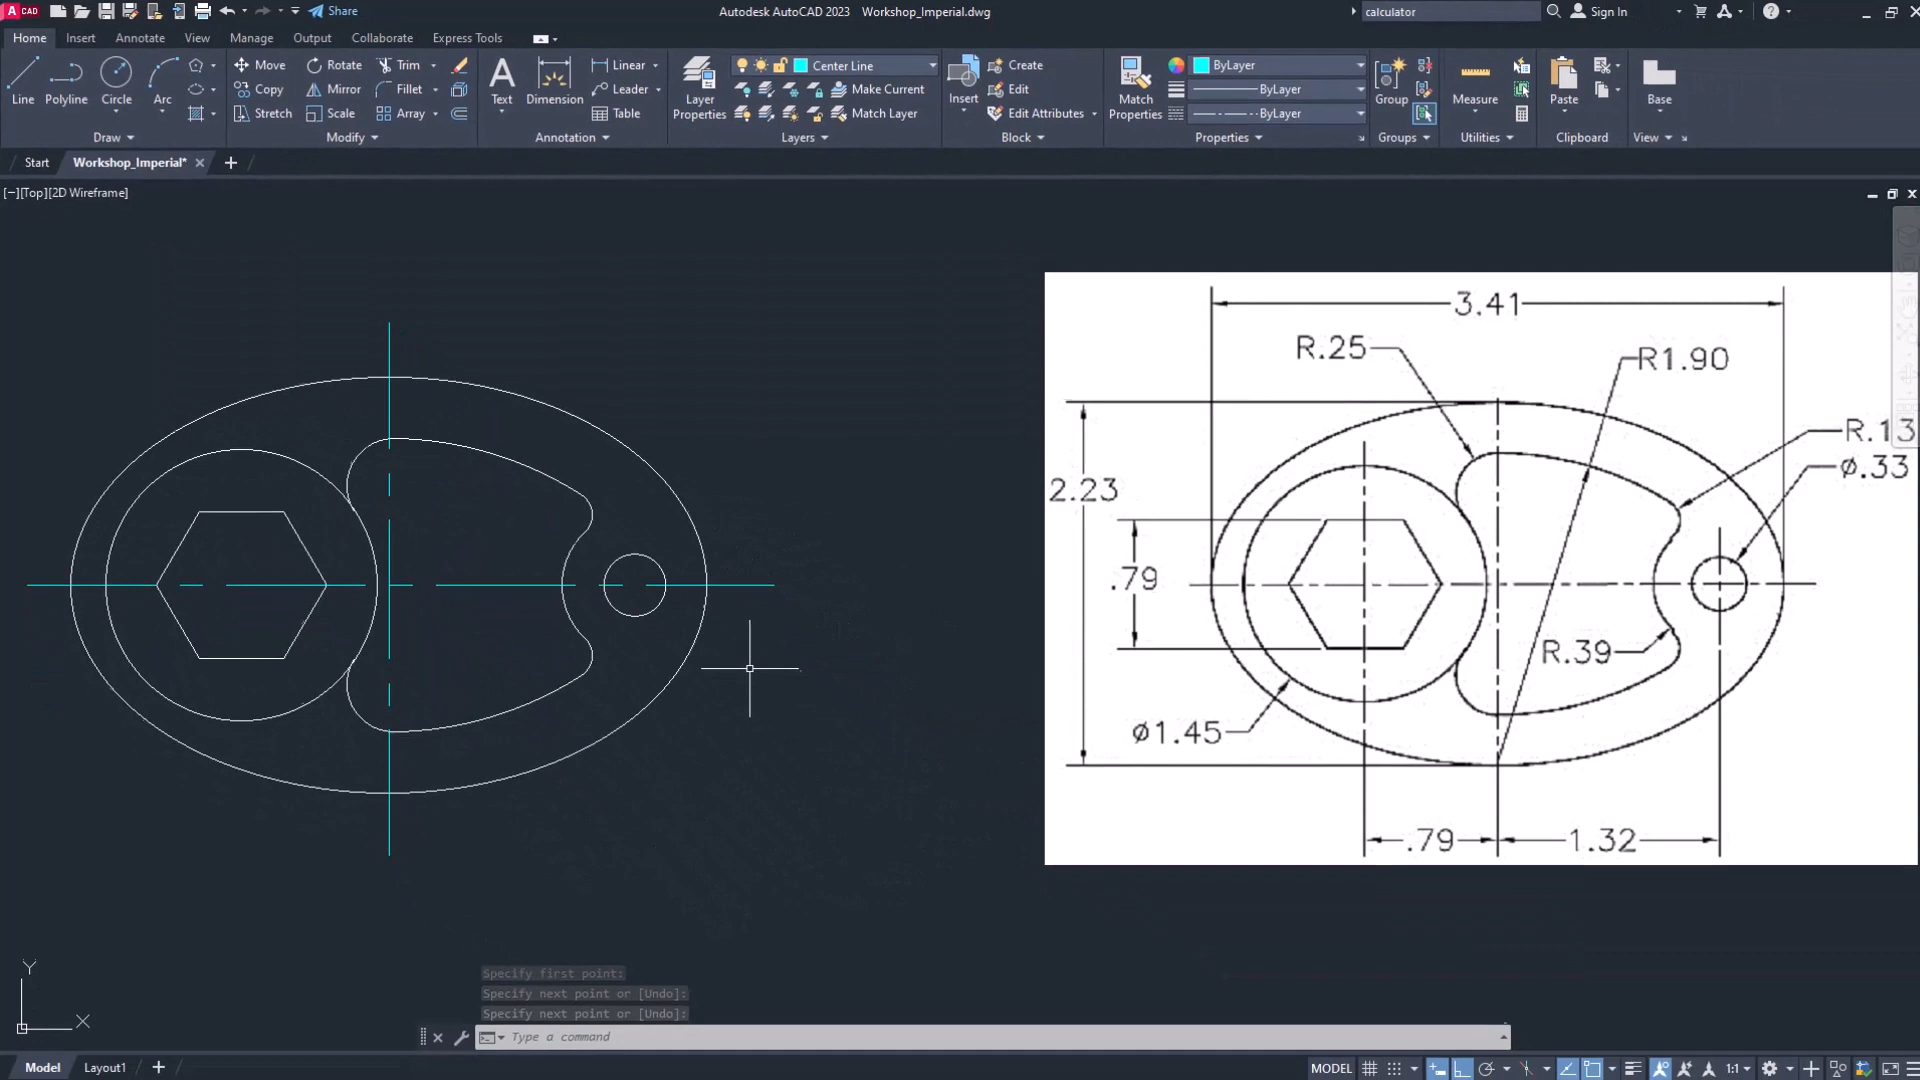 A CAD
Share
Autodesk AutoCAD 2023 Workshop_Imperial.dwg
calculator
Sign In
Home Insert Annotate View Manage Output Collaborate Express Tools
Line Polyline Circle Arc
Move Rotate Trim
Copy Mirror Fillet
Stretch Scale Array
Text Dimension
Linear
Leader
Table
Layer Properties
Center Line
Make Current
Match Layer
Insert
Create
Edit
Edit Attributes
Match Properties
ByLayer
ByLayer
ByLayer
Group
Measure
Paste
Base
Draw Modify Annotation Layers Block Properties Groups Utilities Clipboard View
Start Workshop_Imperial*
[−][Top][2D Wireframe]
3.41
R.25
R1.90
R.13
ø.33
2.23
.79
R.39
ø1.45
.79
1.32
Y
X
Specify first point:
Specify next point or [Undo]:
Specify next point or [Undo]:
Type a command
Model Layout1
MODEL
1:1